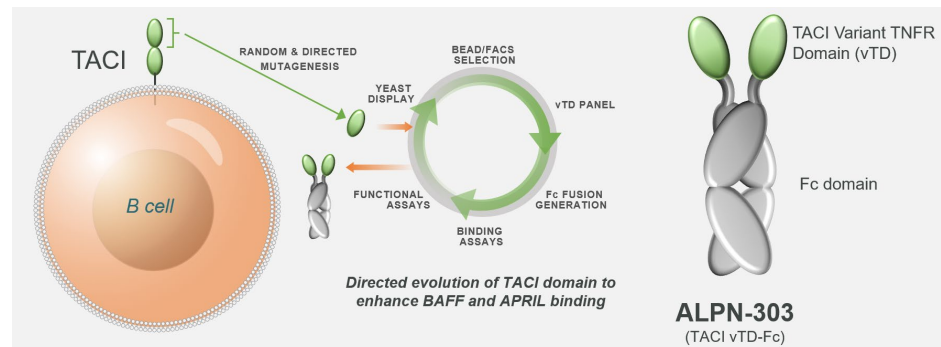 TACI
RANDOM & DIRECTED
MUTAGENESIS
B cell
BEAD/FACS
SELECTION
YEAST
DISPLAY
vTD PANEL
Fc FUSION
GENERATION
BINDING
ASSAYS
FUNCTIONAL
ASSAYS
Directed evolution of TACI domain to
enhance BAFF and APRIL binding
TACI Variant TNFR
Domain (vTD)
Fc domain
ALPN-303
(TACI vTD-Fc)